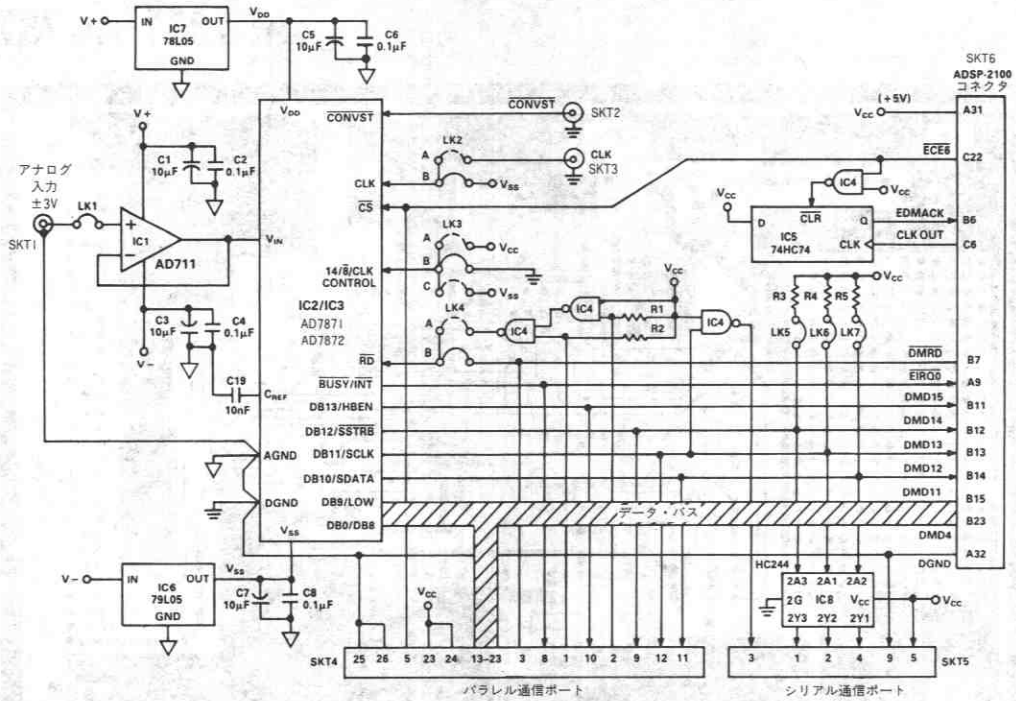 V+
IN
OUT
IC7
78L05
GND
VDD
C5
10μF
C6
0.1μF
SKT6
ADSP-2100
コネクタ
VDD
CONVST
CONVST
SKT2
(+5V)
VCC
A31
V+
C1
10μF
C2
0.1μF
LK2
A
B
CLK
SKT3
CLK
VSS
ECE6
C22
IC4
VCC
アナログ
入力
±3V
SKT1
LK1
+
−
IC1
AD711
VIN
CS
VCC
D
CLR
Q
IC5
74HC74
CLK
EDMACK
B6
CLK OUT
C6
LK3
A
B
C
VCC
VSS
14/8/CLK
CONTROL
IC2/IC3
AD7871
AD7872
C3
10μF
C4
0.1μF
V−
LK4
A
B
IC4
IC4
VCC
R1
R2
IC4
R3
R4
R5
VCC
LK5
LK6
LK7
RD
DMRD
B7
C19
10nF
CREF
BUSY/INT
EIRQ0
A9
DB13/HBEN
DMD15
B11
DB12/SSTRB
DMD14
B12
AGND
DB11/SCLK
DMD13
B13
DB10/SDATA
DMD12
B14
DGND
DB9/LOW
DMD11
B15
データ・バス
DB0/DB8
B23
VSS
DMD4
A32
DGND
V−
IN
OUT
IC6
79L05
GND
VSS
C7
10μF
C8
0.1μF
VCC
HC244
2A3
2A1
2A2
2G
IC8
VCC
VCC
2Y3
2Y2
2Y1
SKT4
25
26
5
23
24
13–23
3
8
1
10
2
9
12
11
3
1
2
4
9
5
SKT5
パラレル通信ポート
シリアル通信ポート